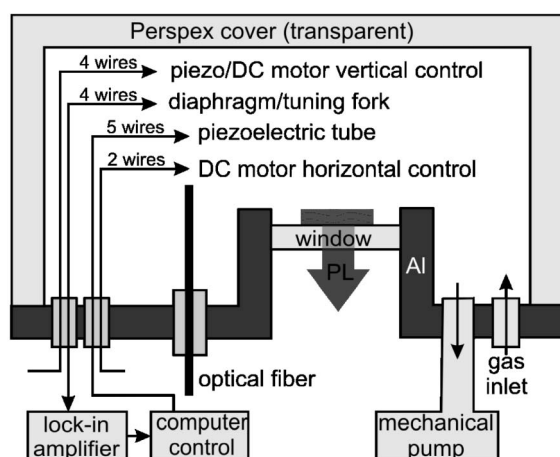 Perspex cover (transparent)
4 wires
piezo/DC motor vertical control
4 wires
diaphragm/tuning fork
5 wires
piezoelectric tube
2 wires
DC motor horizontal control
window
PL
Al
optical fiber
gas
inlet
lock-in
amplifier
computer
control
mechanical
pump